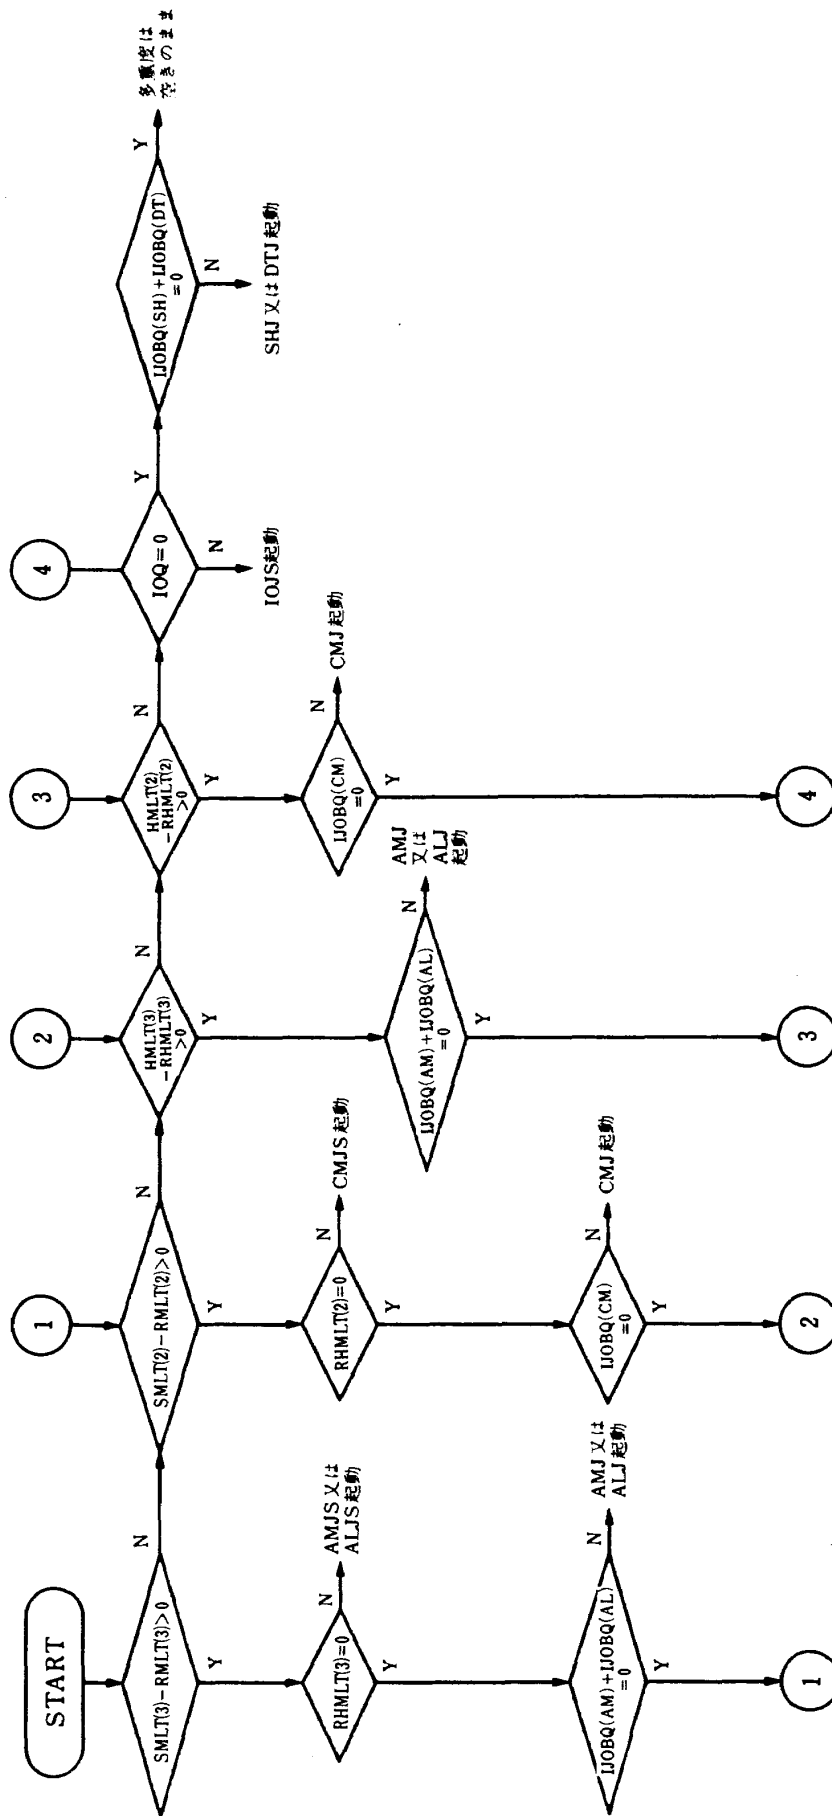 START
SMLT(3)−RMLT(3)>0
N
Y
RHMLT(3)=0
N
AMJS 又は
ALJS 起動
Y
IJOBQ(AM)+IJOBQ(AL)
=0
N
AMJ 又は
ALJ 起動
Y
1
1
SMLT(2)−RMLT(2)>0
N
Y
RHMLT(2)=0
N
CMJS 起動
Y
IJOBQ(CM)
=0
N
CMJ 起動
Y
2
2
HMLT(3)
−RHMLT(3)
>0
N
Y
IJOBQ(AM)+IJOBQ(AL)
=0
N
AMJ
又は
ALJ
起動
Y
3
3
HMLT(2)
−RHMLT(2)
>0
N
Y
IJOBQ(CM)
=0
N
CMJ 起動
Y
4
4
IOQ=0
Y
N
IOJS起動
IJOBQ(SH)+IJOBQ(DT)
=0
Y
多重度は
空きのまま
N
SHJ 又は DTJ 起動